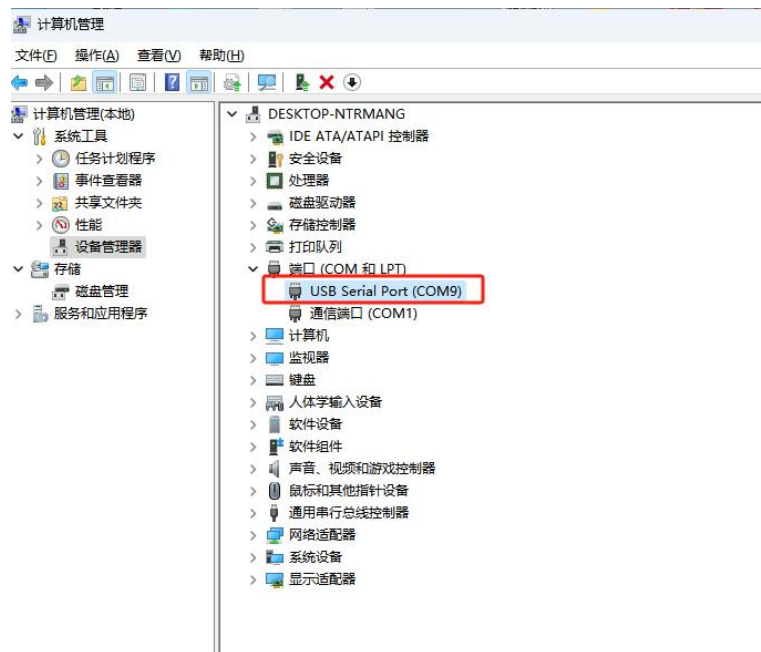 计算机管理
文件(F) 操作(A) 查看(V) 帮助(H)
计算机管理(本地)
系统工具
任务计划程序
事件查看器
共享文件夹
性能
设备管理器
存储
磁盘管理
服务和应用程序
DESKTOP-NTRMANG
IDE ATA/ATAPI 控制器
安全设备
处理器
磁盘驱动器
存储控制器
打印队列
端口 (COM 和 LPT)
USB Serial Port (COM9)
通信端口 (COM1)
计算机
监视器
键盘
人体学输入设备
软件设备
软件组件
声音、视频和游戏控制器
鼠标和其他指针设备
通用串行总线控制器
网络适配器
系统设备
显示适配器